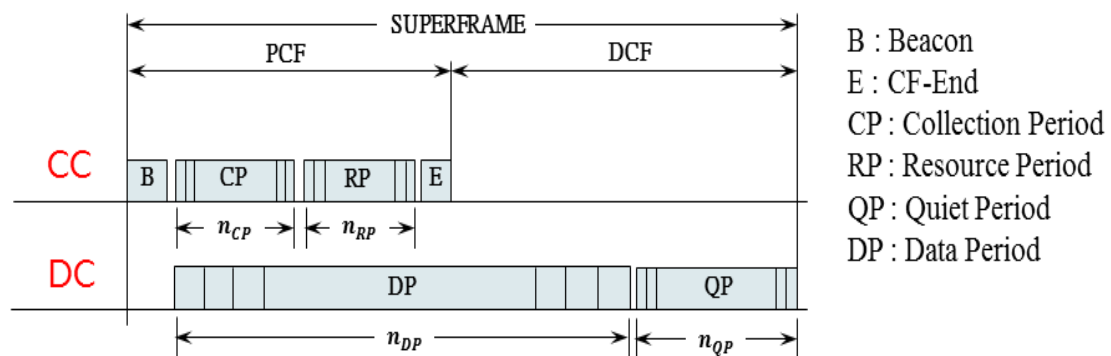 SUPERFRAME
PCF DCF
CC B CP RP E
n_CP n_RP
DC DP QP
n_DP n_QP
B : Beacon
E : CF-End
CP : Collection Period
RP : Resource Period
QP : Quiet Period
DP : Data Period